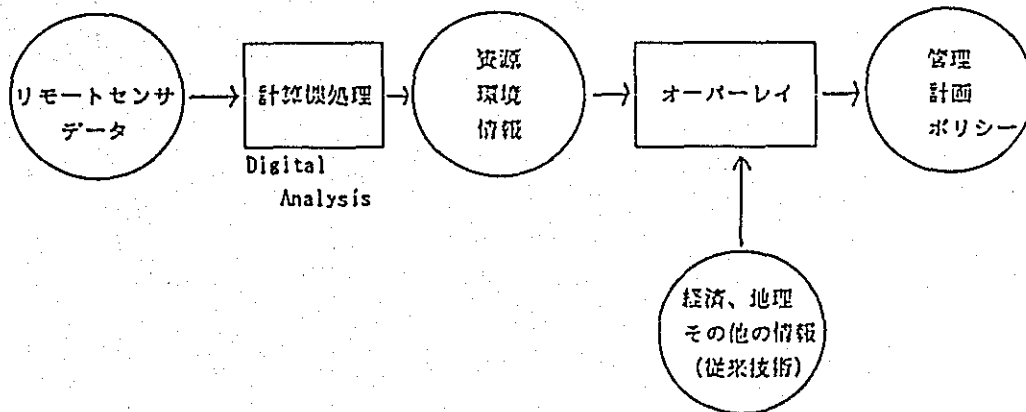 リモートセンサ
データ
計算機処理
Digital
Analysis
資源
環境
情報
オーバーレイ
管理
計画
ポリシー
経済、地理
その他の情報
(従来技術)